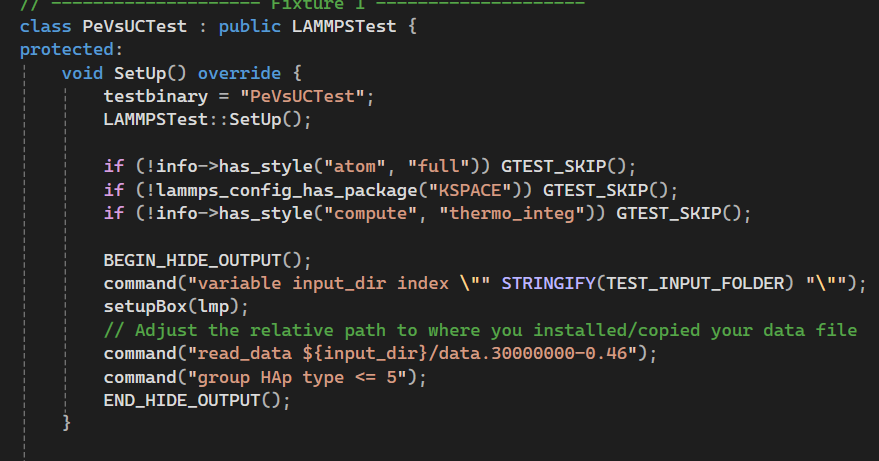 // -------------------- Fixture 1 --------------------
class PeVsUCTest : public LAMMPSTest {
protected:
    void SetUp() override {
        testbinary = "PeVsUCTest";
        LAMMPSTest::SetUp();

        if (!info->has_style("atom", "full")) GTEST_SKIP();
        if (!lammps_config_has_package("KSPACE")) GTEST_SKIP();
        if (!info->has_style("compute", "thermo_integ")) GTEST_SKIP();

        BEGIN_HIDE_OUTPUT();
        command("variable input_dir index \"" STRINGIFY(TEST_INPUT_FOLDER) "\"");
        setupBox(lmp);
        // Adjust the relative path to where you installed/copied your data file
        command("read_data ${input_dir}/data.30000000-0.46");
        command("group HAp type <= 5");
        END_HIDE_OUTPUT();
    }